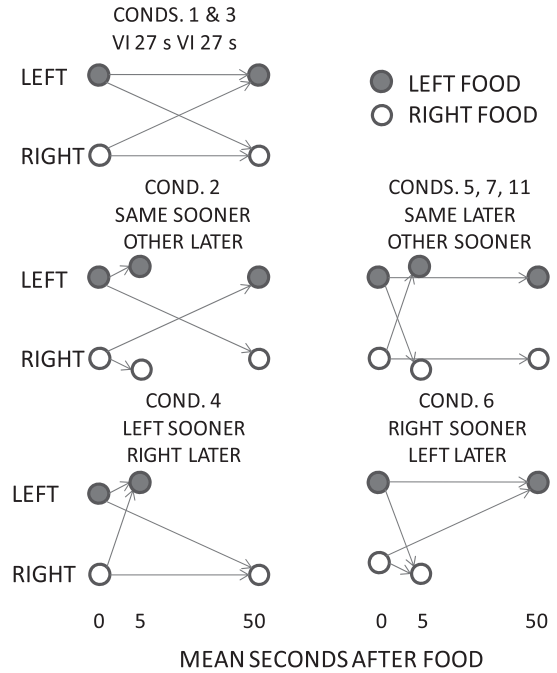 CONDS. 1 & 3
VI 27 s VI 27 s
LEFT
RIGHT
LEFT FOOD
RIGHT FOOD
COND. 2
SAME SOONER
OTHER LATER
LEFT
RIGHT
CONDS. 5, 7, 11
SAME LATER
OTHER SOONER
COND. 4
LEFT SOONER
RIGHT LATER
LEFT
RIGHT
COND. 6
RIGHT SOONER
LEFT LATER
0 5 50 0 5 50
MEAN SECONDS AFTER FOOD